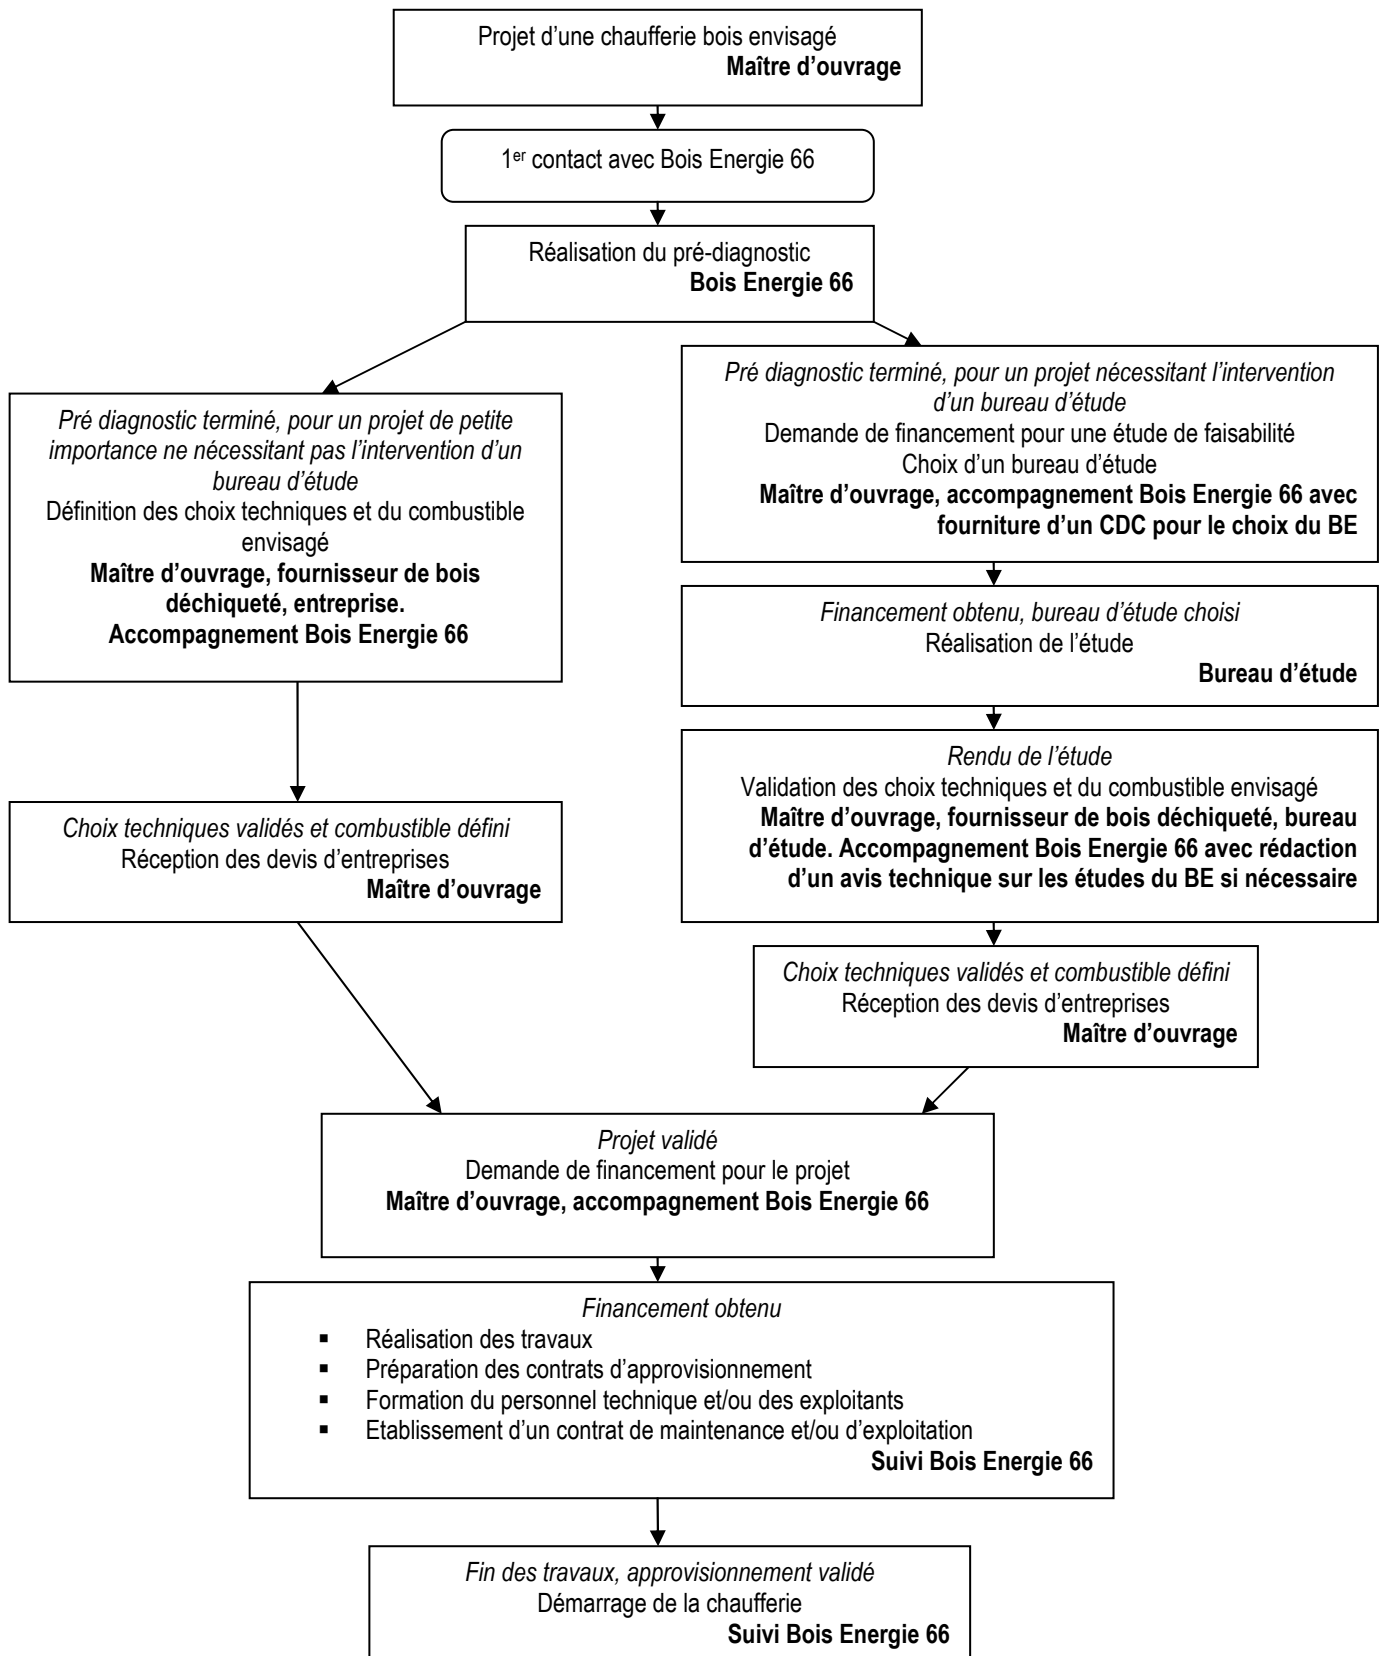 Projet d’une chaufferie bois envisagé
Maître d’ouvrage
1er contact avec Bois Energie 66
Réalisation du pré-diagnostic
Bois Energie 66
Pré diagnostic terminé, pour un projet de petite
importance ne nécessitant pas l’intervention d’un
bureau d’étude
Définition des choix techniques et du combustible
envisagé
Maître d’ouvrage, fournisseur de bois
déchiqueté, entreprise.
Accompagnement Bois Energie 66
Choix techniques validés et combustible défini
Réception des devis d’entreprises
Maître d’ouvrage
Pré diagnostic terminé, pour un projet nécessitant l’intervention
d’un bureau d’étude
Demande de financement pour une étude de faisabilité
Choix d’un bureau d’étude
Maître d’ouvrage, accompagnement Bois Energie 66 avec
fourniture d’un CDC pour le choix du BE
Financement obtenu, bureau d’étude choisi
Réalisation de l’étude
Bureau d’étude
Rendu de l’étude
Validation des choix techniques et du combustible envisagé
Maître d’ouvrage, fournisseur de bois déchiqueté, bureau
d’étude. Accompagnement Bois Energie 66 avec rédaction
d’un avis technique sur les études du BE si nécessaire
Choix techniques validés et combustible défini
Réception des devis d’entreprises
Maître d’ouvrage
Projet validé
Demande de financement pour le projet
Maître d’ouvrage, accompagnement Bois Energie 66
Financement obtenu
▪ Réalisation des travaux
▪ Préparation des contrats d’approvisionnement
▪ Formation du personnel technique et/ou des exploitants
▪ Etablissement d’un contrat de maintenance et/ou d’exploitation
Suivi Bois Energie 66
Fin des travaux, approvisionnement validé
Démarrage de la chaufferie
Suivi Bois Energie 66